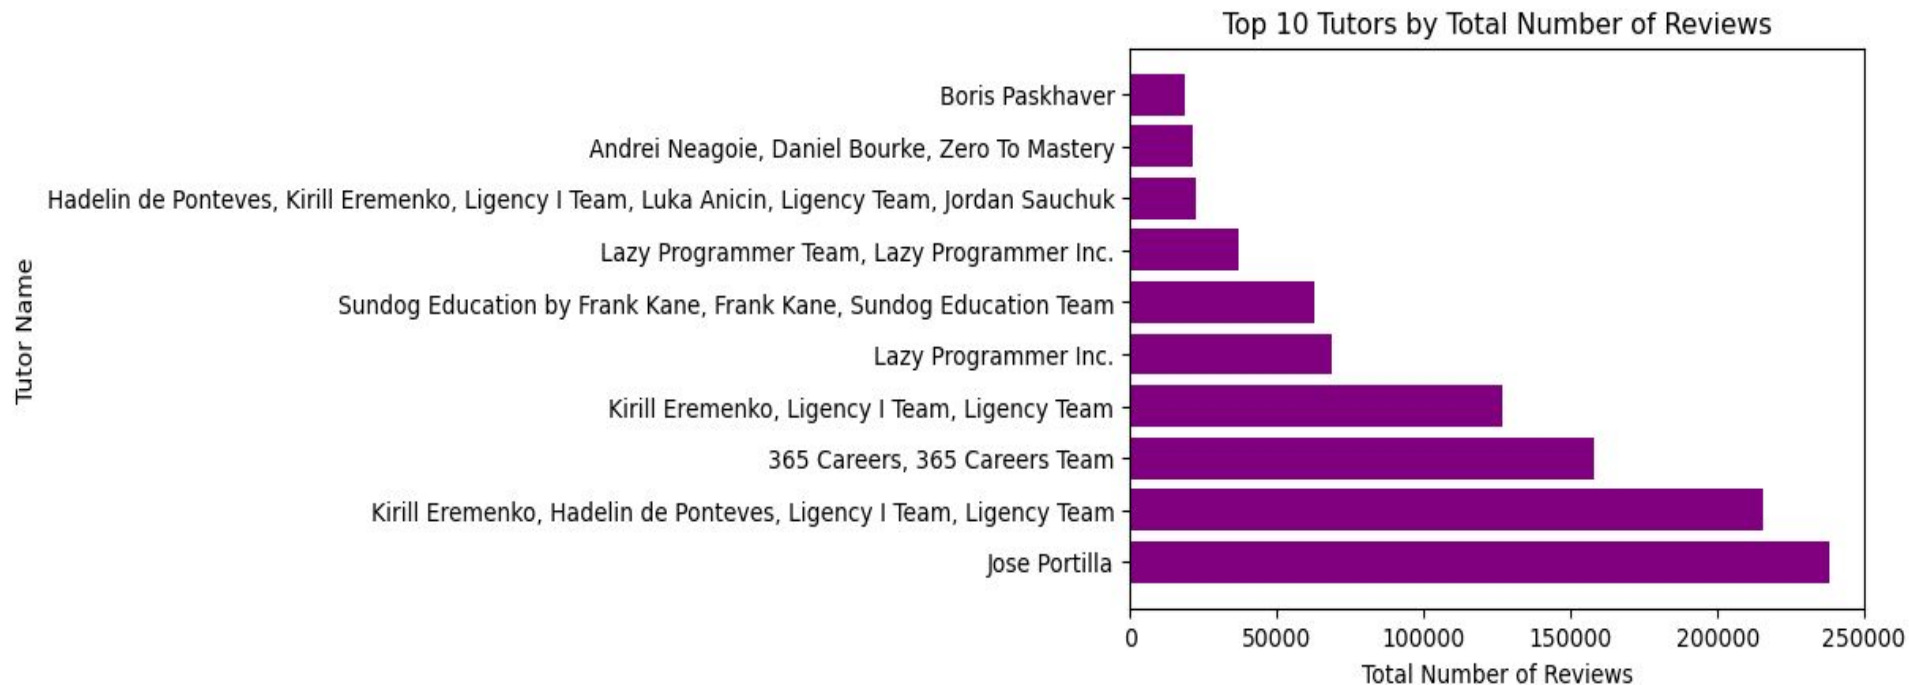 Top 10 Tutors by Total Number of Reviews
Tutor Name
Boris Paskhaver
Andrei Neagoie, Daniel Bourke, Zero To Mastery
Hadelin de Ponteves, Kirill Eremenko, Ligency I Team, Luka Anicin, Ligency Team, Jordan Sauchuk
Lazy Programmer Team, Lazy Programmer Inc.
Sundog Education by Frank Kane, Frank Kane, Sundog Education Team
Lazy Programmer Inc.
Kirill Eremenko, Ligency I Team, Ligency Team
365 Careers, 365 Careers Team
Kirill Eremenko, Hadelin de Ponteves, Ligency I Team, Ligency Team
Jose Portilla
0 50000 100000 150000 200000 250000
Total Number of Reviews